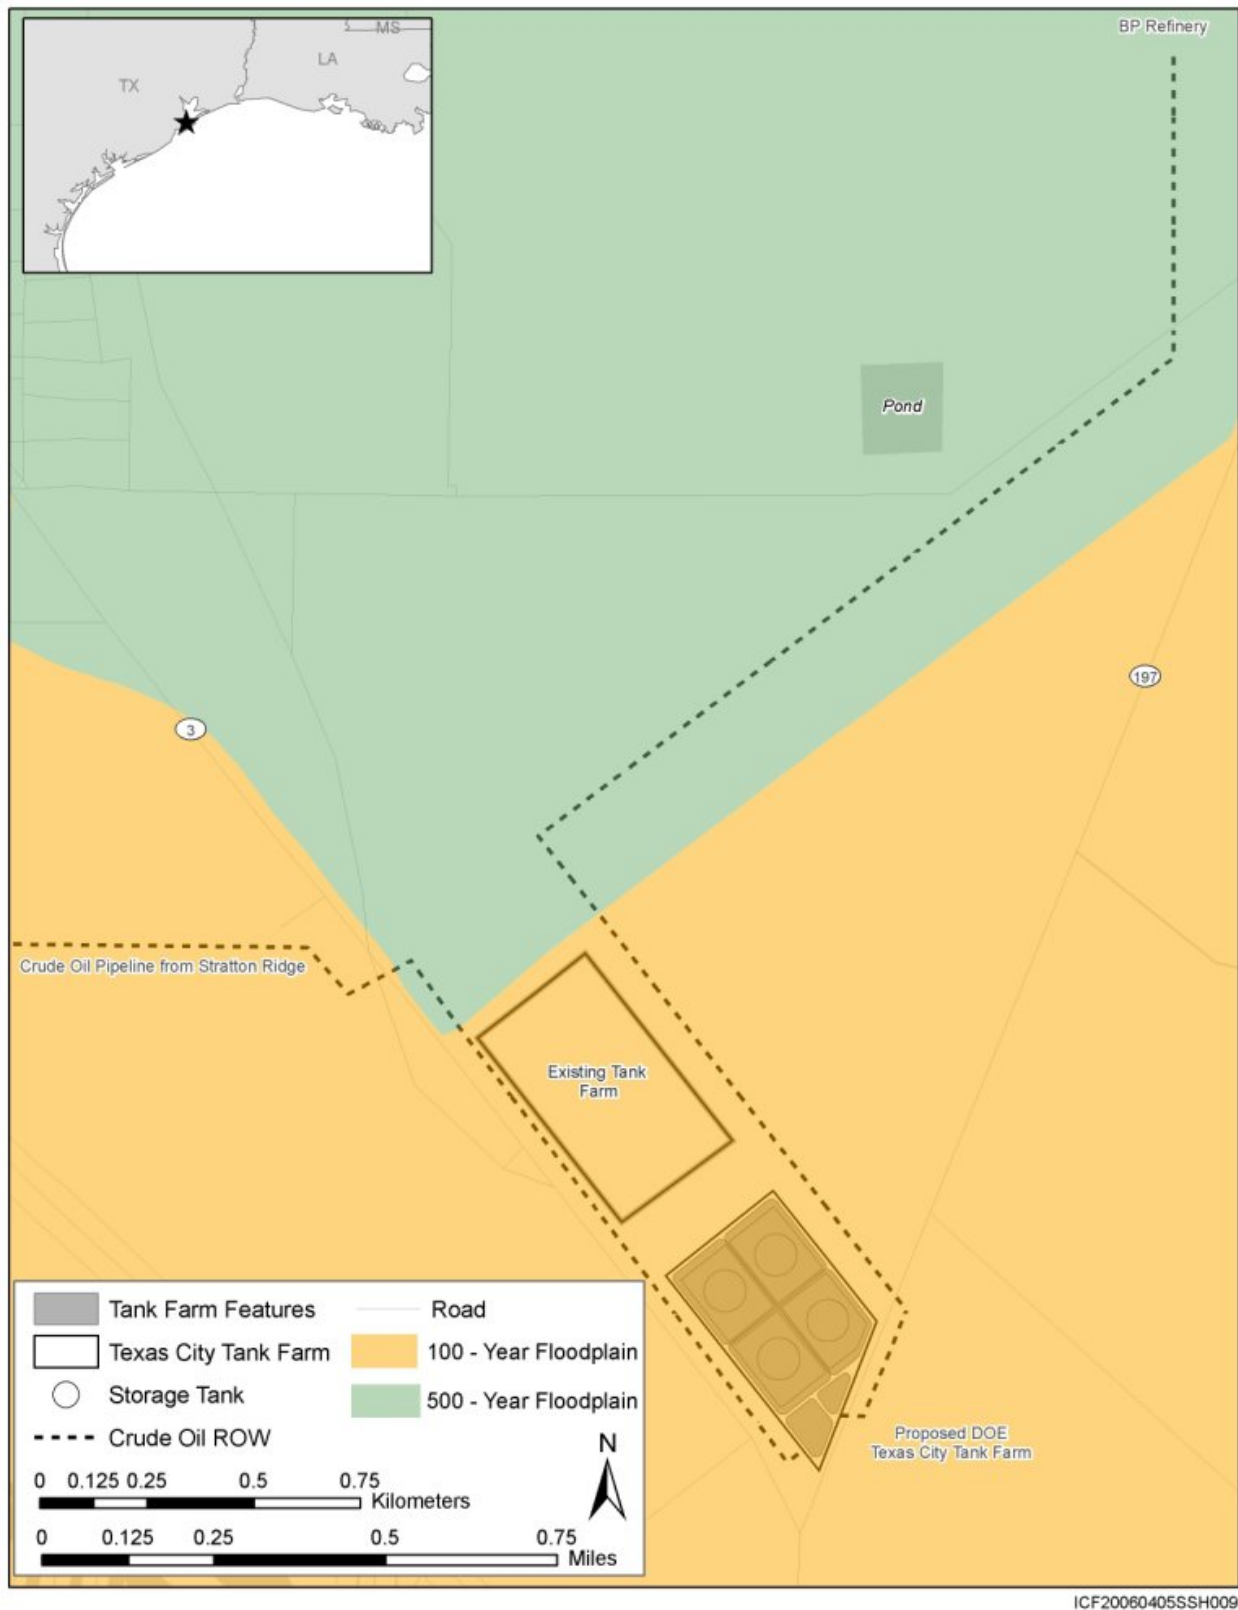 BP Refinery
MS
LA
TX
Pond
197
3
Crude Oil Pipeline from Stratton Ridge
Existing Tank
Farm
Proposed DOE
Texas City Tank Farm
Tank Farm Features
Texas City Tank Farm
Storage Tank
Crude Oil ROW
Road
100 - Year Floodplain
500 - Year Floodplain
N
0 0.125 0.25 0.5 0.75
Kilometers
0 0.125 0.25 0.5 0.75
Miles
ICF20060405SSH009